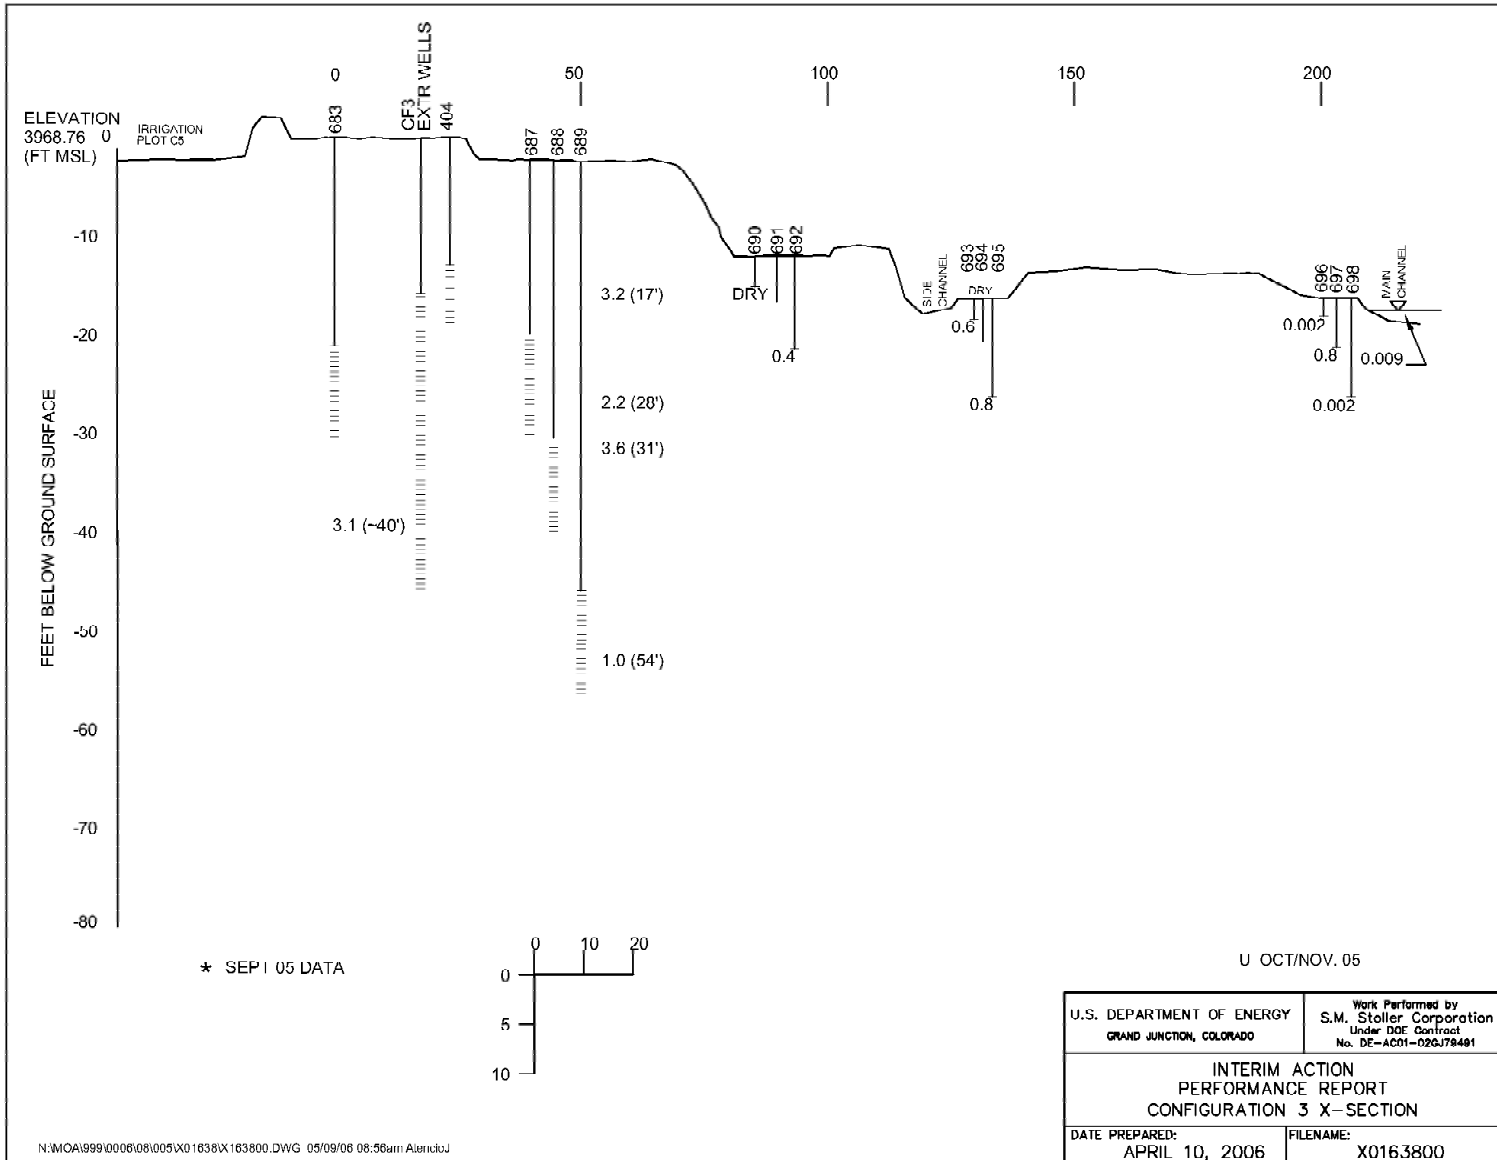 0
50
100
150
200
ELEVATION
3968.76 0
(FT MSL)
IRRIGATION
PLOT C5
683
CF3
EXTR WELLS
404
687
688
689
690
691
692
693
694
695
696
697
698
SIDE
CHANNEL
MAIN
CHANNEL
DRY
DRY
-10
-20
-30
-40
-50
-60
-70
-80
FEET BELOW GROUND SURFACE
3.2 (17')
2.2 (28')
3.6 (31')
3.1 (~40')
1.0 (54')
0.4
0.6
0.8
0.002
0.8
0.009
0.002
* SEPT 05 DATA
0 10 20
0
5
10
U OCT/NOV. 05
U.S. DEPARTMENT OF ENERGY
GRAND JUNCTION, COLORADO
Work Performed by
S.M. Stoller Corporation
Under DOE Contract
No. DE-AC01-02GJ79491
INTERIM ACTION
PERFORMANCE REPORT
CONFIGURATION 3 X-SECTION
DATE PREPARED:
APRIL 10, 2006
FILENAME:
X0163800
N:\MOA\999\0006\08\005\X01638\X163800.DWG 05/09/06 08:56am AtencioJ